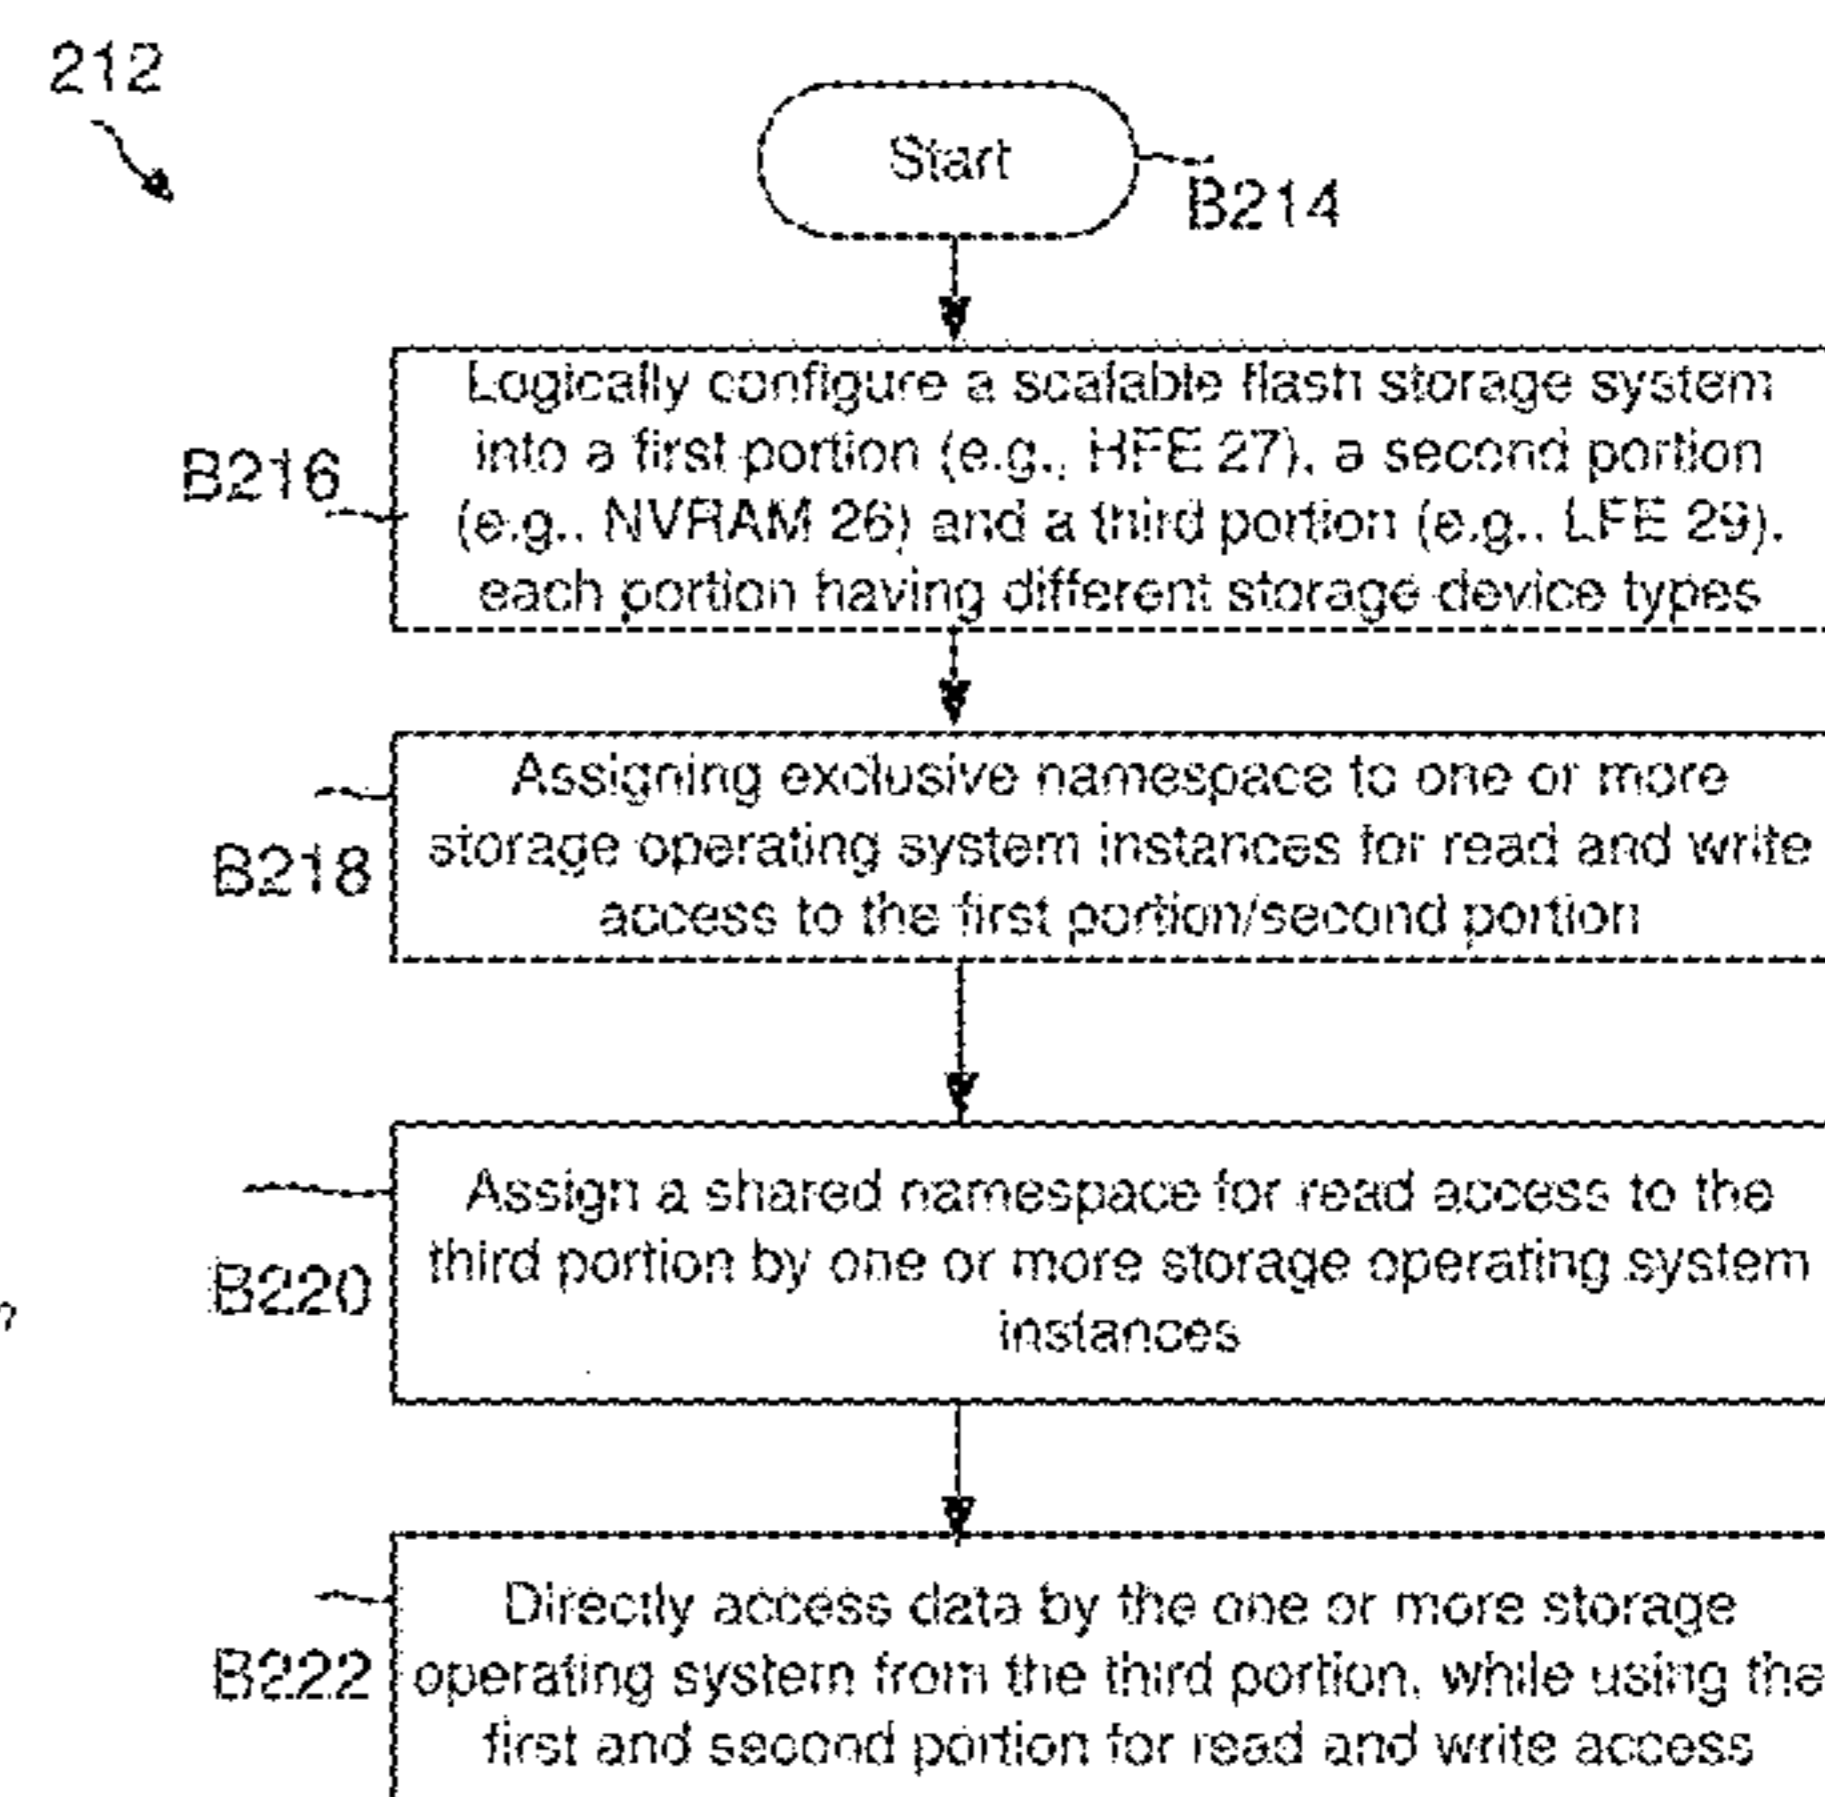 212
Start
B214
Logically configure a scalable flash storage system
into a first portion (e.g., HFE 27), a second portion
B216
(e.g., NVRAM 26) and a third portion (e.g., LFE 29),
each portion having different storage device types
Assigning exclusive namespace to one or more
storage operating system instances for read and write
B218
access to the first portion/second portion
Assign a shared namespace for read access to the
third portion by one or more storage operating system
B220
instances
Directly access data by the one or more storage
operating system from the third portion, while using the
B222
first and second portion for read and write access